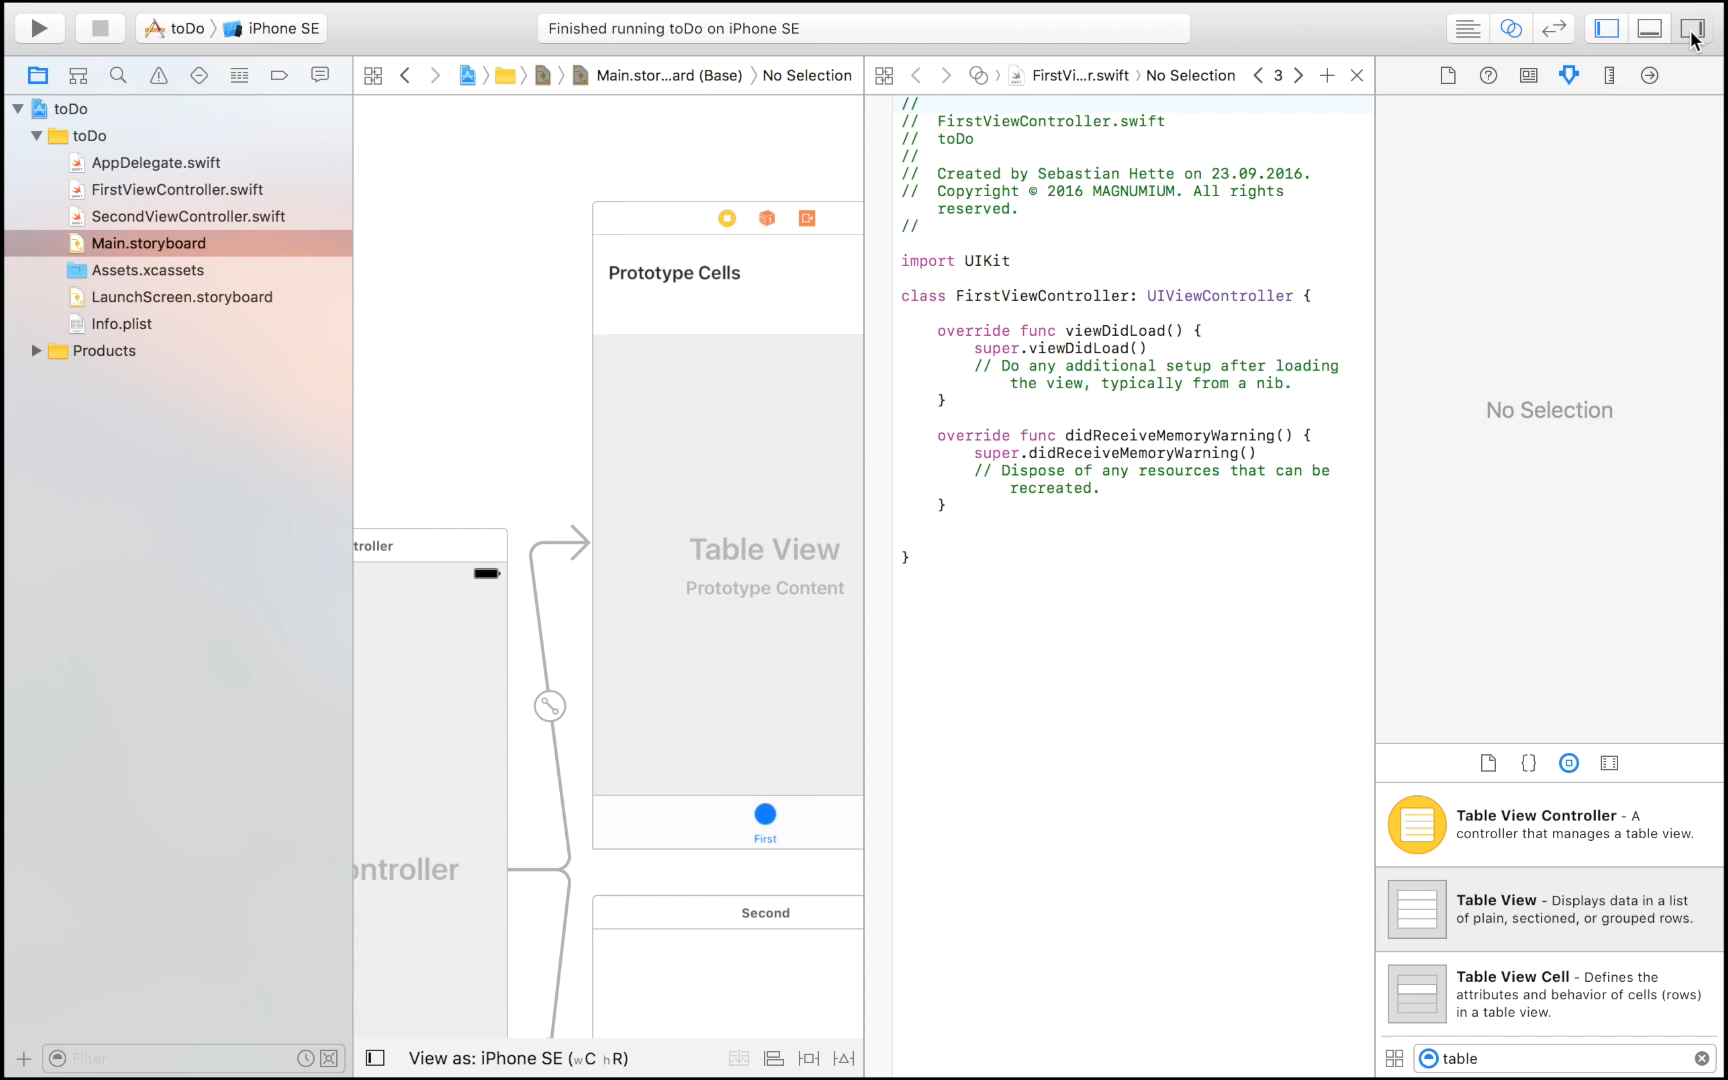 toDo
iPhone SE
Finished running toDo on iPhone SE
Main.stor...ard (Base)
No Selection
FirstVi...r.swift
No Selection
3
toDo
toDo
AppDelegate.swift
FirstViewController.swift
SecondViewController.swift
Main.storyboard
Assets.xcassets
LaunchScreen.storyboard
Info.plist
Products
Filter
Prototype Cells
troller
Table View
Prototype Content
First
ontroller
Second
View as: iPhone SE (wC hR)
//
// FirstViewController.swift
// toDo
//
// Created by Sebastian Hette on 23.09.2016.
// Copyright © 2016 MAGNUMIUM. All rights
reserved.
//
import UIKit
class FirstViewController: UIViewController {
override func viewDidLoad() {
super.viewDidLoad()
// Do any additional setup after loading
the view, typically from a nib.
}
override func didReceiveMemoryWarning() {
super.didReceiveMemoryWarning()
// Dispose of any resources that can be
recreated.
}
}
No Selection
Table View Controller - A
controller that manages a table view.
Table View - Displays data in a list
of plain, sectioned, or grouped rows.
Table View Cell - Defines the
attributes and behavior of cells (rows)
in a table view.
table